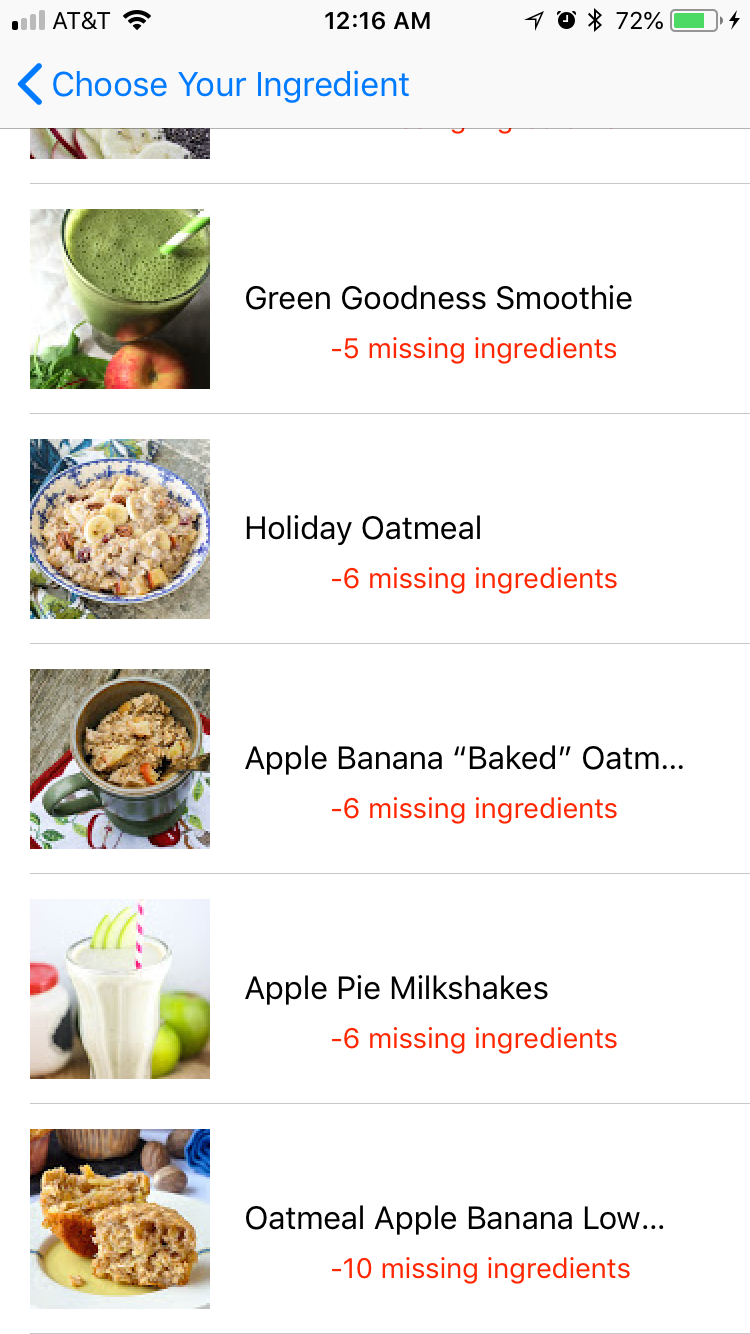 AT&T 12:16 AM 72%
Choose Your Ingredient
Green Goodness Smoothie
-5 missing ingredients
Holiday Oatmeal
-6 missing ingredients
Apple Banana “Baked” Oatm...
-6 missing ingredients
Apple Pie Milkshakes
-6 missing ingredients
Oatmeal Apple Banana Low...
-10 missing ingredients